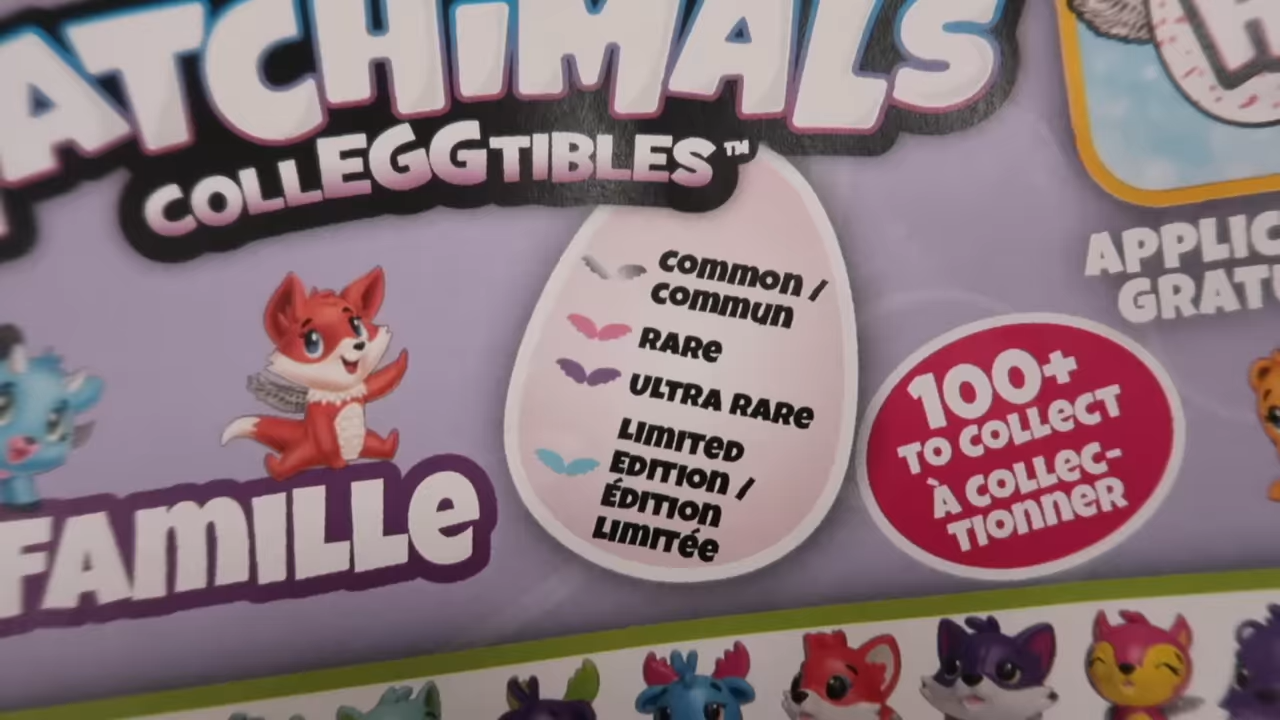 ATCHiMALS
COLLEGGTIBLES™
COMMON /
COMMUN
RARE
ULTRA RARE
LIMITED
EDITION /
ÉDITION
LIMITÉE
FAMILLE
100+
TO COLLECT
À COLLEC-
TIONNER
APPLIC
GRATU